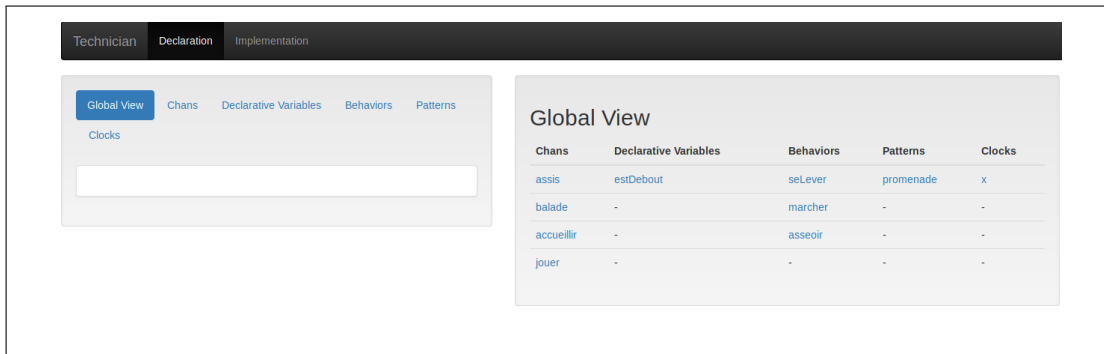 Technician Declaration Implementation
Global View Chans Declarative Variables Behaviors Patterns
Clocks
Global View
Chans Declarative Variables Behaviors Patterns Clocks
assis estDebout seLever promenade x
balade - marcher - -
accueillir - asseoir - -
jouer - - - -